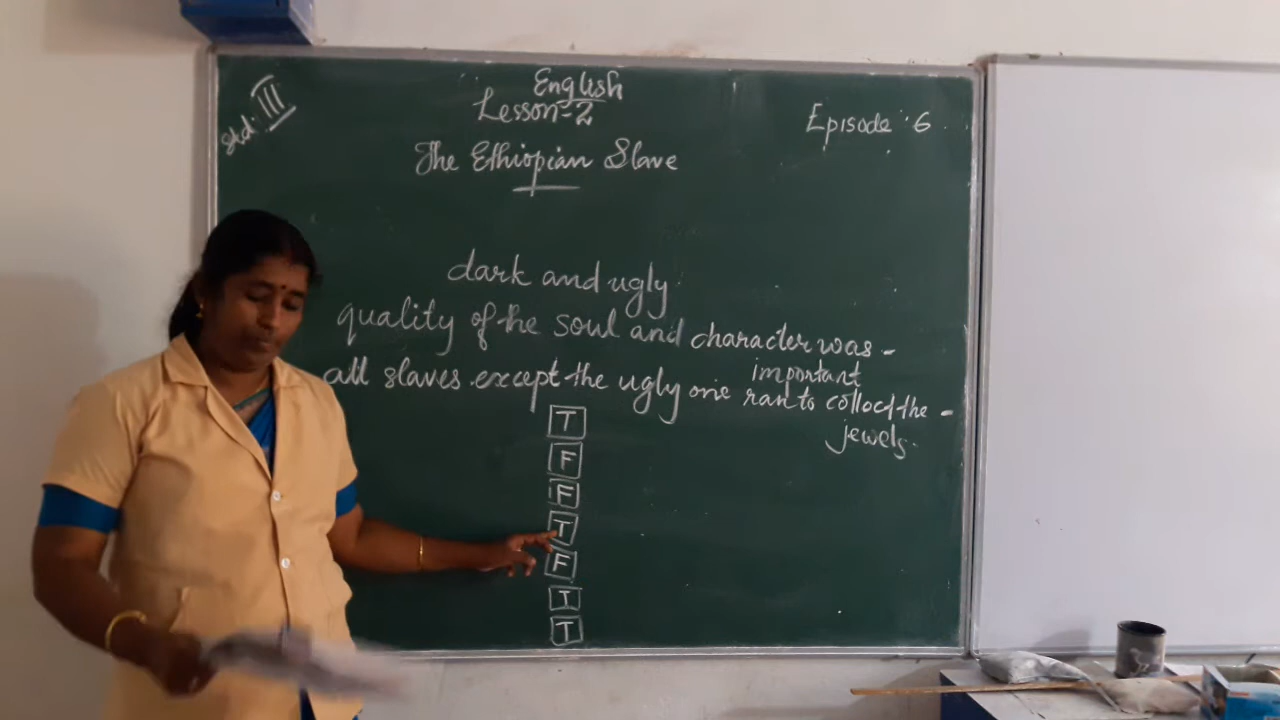 Std: III
English
Lesson-2
Episode : 6
The Ethiopian Slave
dark and ugly
quality of the soul and character was -
important
all slaves except the ugly one ran to collect the -
jewels.
T
F
F
T
F
T
T